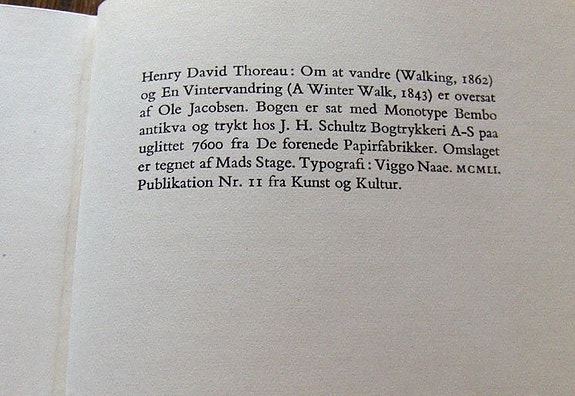 Henry David Thoreau: Om at vandre (Walking, 1862)
og En Vintervandring (A Winter Walk, 1843) er oversat
af Ole Jacobsen. Bogen er sat med Monotype Bembo
antikva og trykt hos J. H. Schultz Bogtrykkeri A-S paa
uglittet 7600 fra De forenede Papirfabrikker. Omslaget
er tegnet af Mads Stage. Typografi: Viggo Naae. MCMLI.
Publikation Nr. 11 fra Kunst og Kultur.